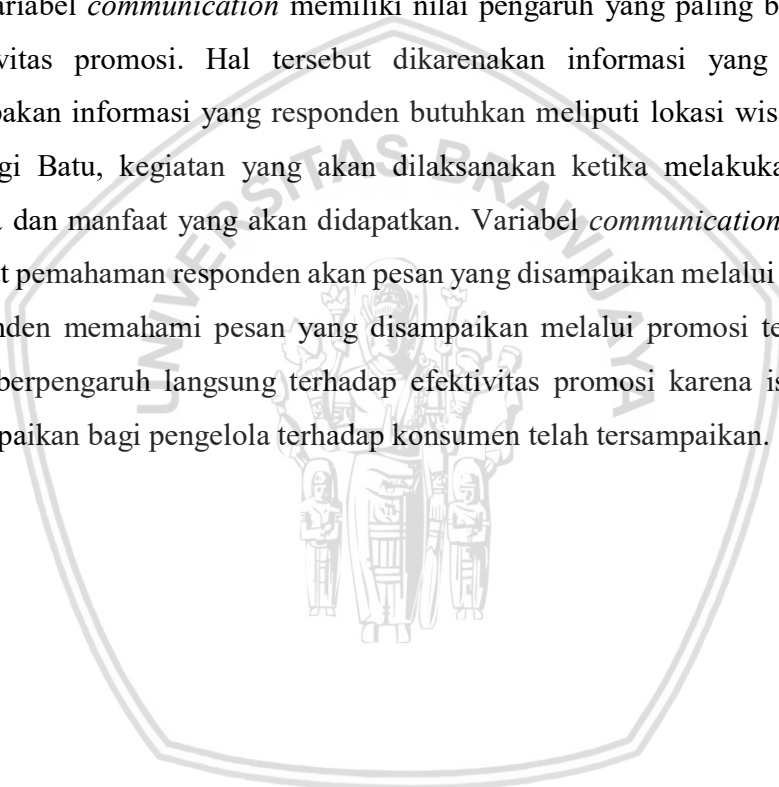 ariabel communication memiliki nilai pengaruh yang paling b
vitas promosi. Hal tersebut dikarenakan informasi yang
pakan informasi yang responden butuhkan meliputi lokasi wis
gi Batu, kegiatan yang akan dilaksanakan ketika melakuka
dan manfaat yang akan didapatkan. Variabel communication
t pemahaman responden akan pesan yang disampaikan melalui
nden memahami pesan yang disampaikan melalui promosi te
berpengaruh langsung terhadap efektivitas promosi karena is
paikan bagi pengelola terhadap konsumen telah tersampaikan.
UNIVERSITAS BRAWIJAYA